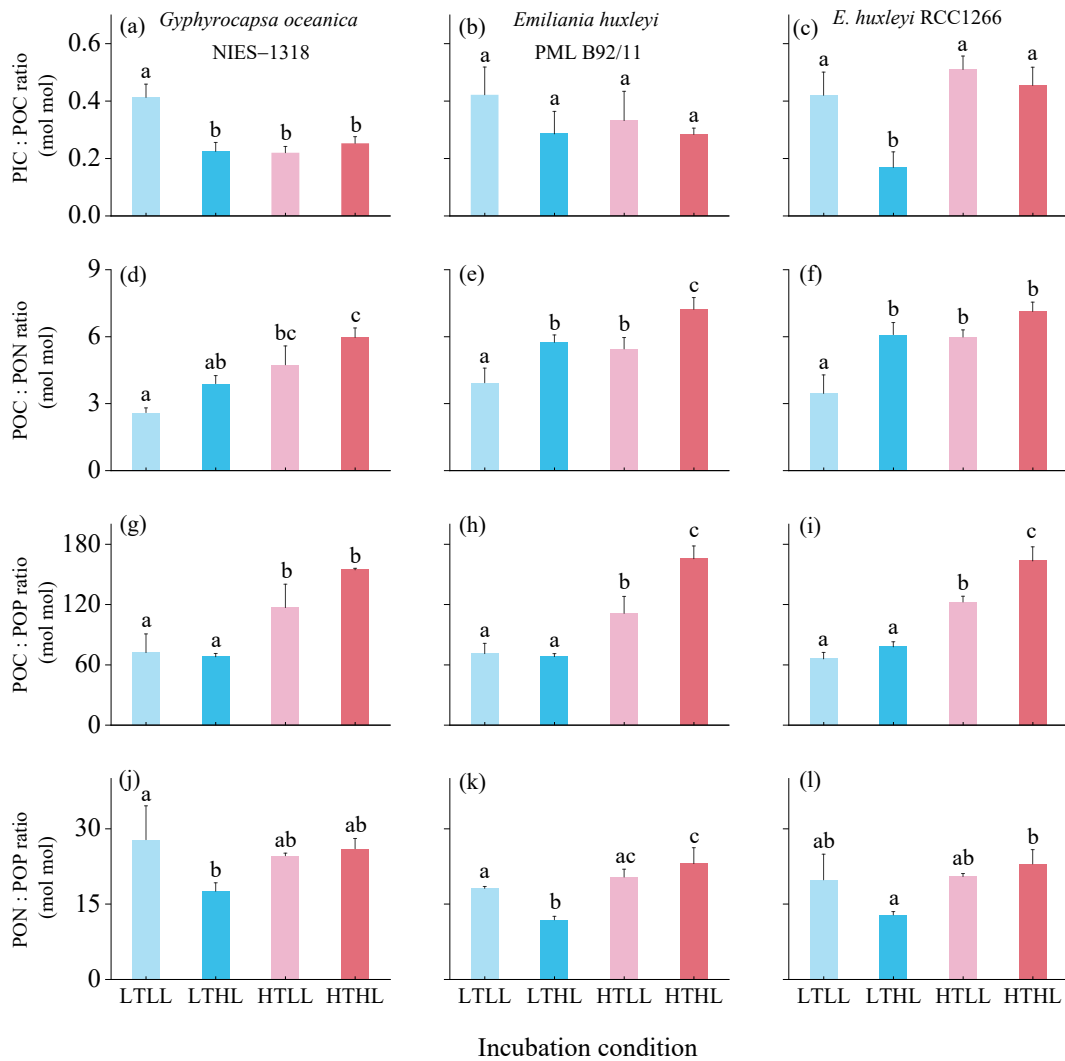 (a) Gyphyrocapsa oceanica (b) Emiliania huxleyi (c) E. huxleyi RCC1266
NIES−1318 PML B92/11
PIC : POC ratio
(mol mol)
0.6
0.4
0.2
0.0
a b b b
a a a a
a b a a
(d) (e) (f)
POC : PON ratio
(mol mol)
9
6
3
0
a ab bc c
a b b c
a b b b
(g) (h) (i)
POC : POP ratio
(mol mol)
180
120
60
0
a a b b
a a b c
a a b c
(j) (k) (l)
PON : POP ratio
(mol mol)
30
15
0
a b ab ab
a b ac c
ab a ab b
LTLL LTHL HTLL HTHL LTLL LTHL HTLL HTHL LTLL LTHL HTLL HTHL
Incubation condition